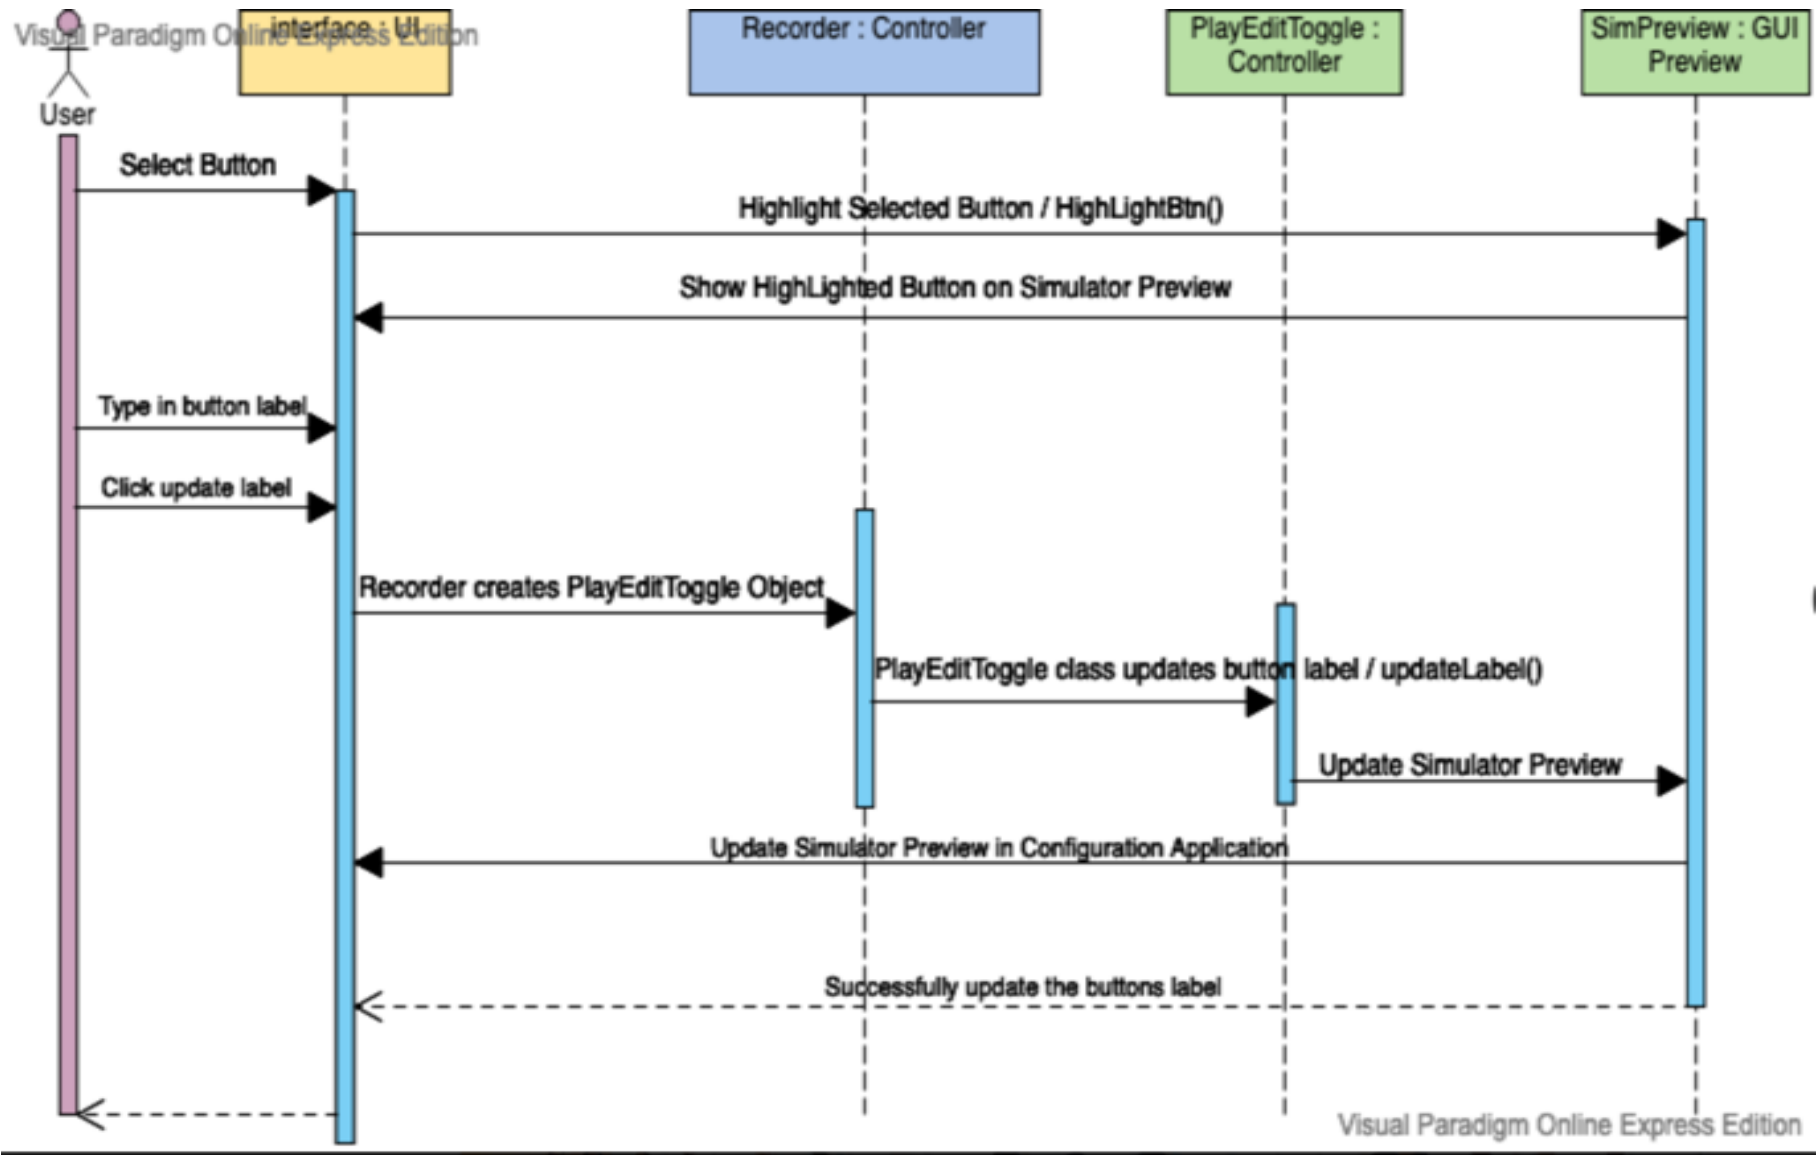 Visual Paradigm Online Express Edition
interface : UI
Recorder : Controller
PlayEditToggle :
Controller
SimPreview : GUI
Preview
User
Select Button
Highlight Selected Button / HighLightBtn()
Show HighLighted Button on Simulator Preview
Type in button label
Click update label
Recorder creates PlayEditToggle Object
PlayEditToggle class updates button label / updateLabel()
Update Simulator Preview
Update Simulator Preview in Configuration Application
Successfully update the buttons label
Visual Paradigm Online Express Edition